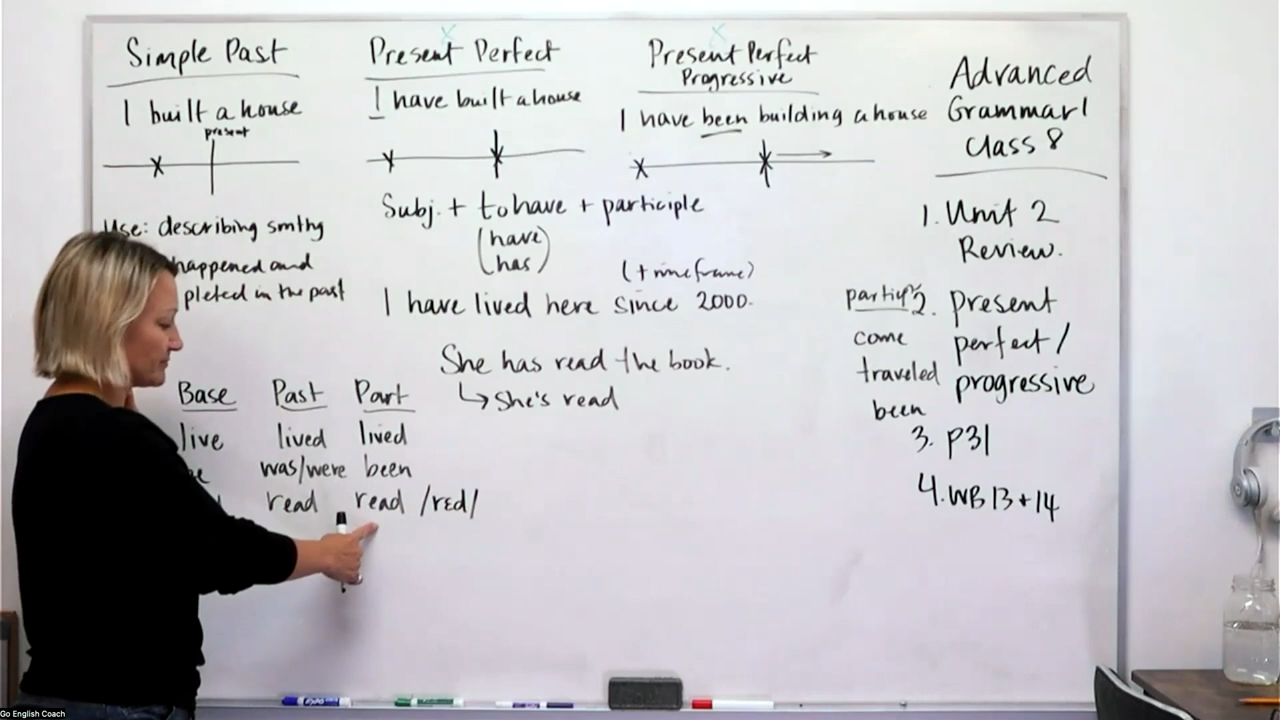 Simple Past
I built a house
present
Use: describing smthg
happened and
pleted in the past
Base Past Part
live lived lived
was/were been
read read /rɛd/
Present Perfect
I have built a house
Subj. + to have + participle
(have
has)
(+ timeframe)
I have lived here since 2000.
She has read the book.
↳ She's read
Present Perfect
Progressive
I have been building a house
Advanced
Grammar 1
Class 8
1. Unit 2
Review.
2. present
perfect/
progressive
3. P31
4. WB 13 + 14
come
traveled
been
Go English Coach